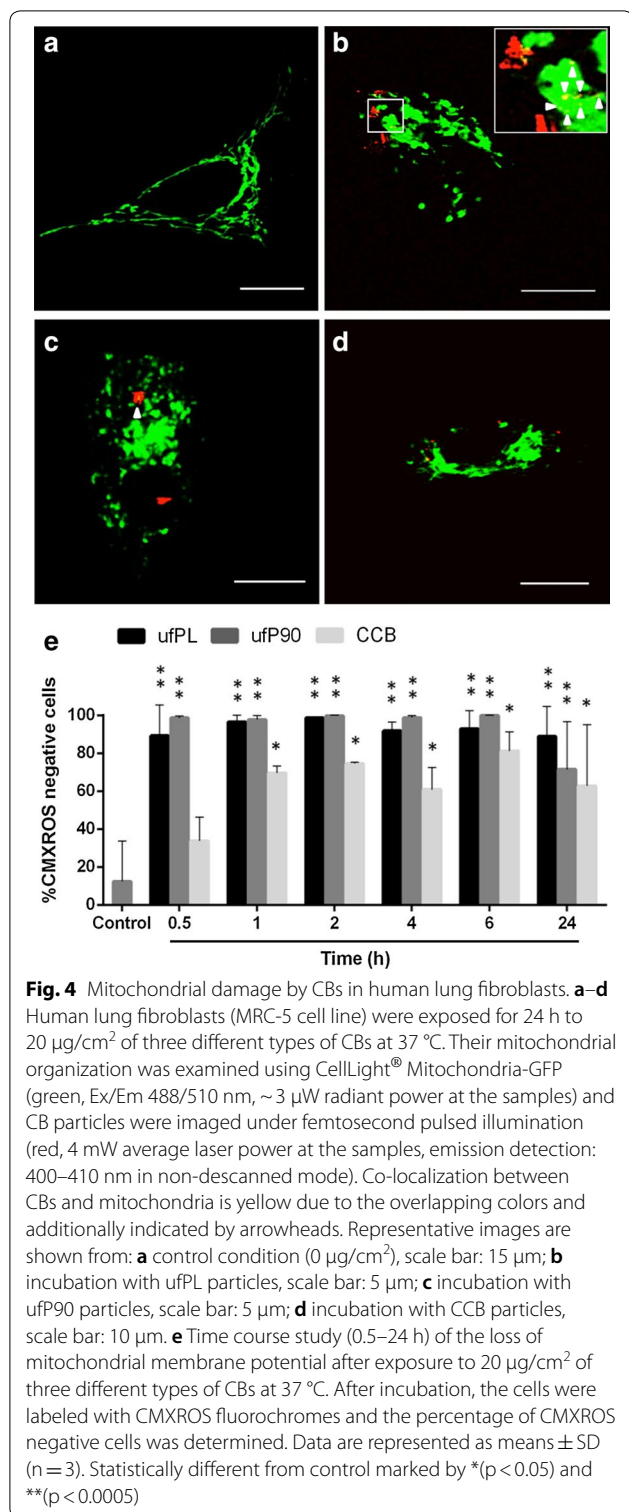 a
b
c
d
e
ufPL
ufP90
CCB
%CMXROS negative cells
100
80
60
40
20
0
** ** ** ** * ** ** * ** ** * ** ** * ** ** *
Control 0.5 1 2 4 6 24
Time (h)
Fig. 4 Mitochondrial damage by CBs in human lung fibroblasts. a–d
Human lung fibroblasts (MRC-5 cell line) were exposed for 24 h to
20 µg/cm² of three different types of CBs at 37 °C. Their mitochondrial
organization was examined using CellLight® Mitochondria-GFP
(green, Ex/Em 488/510 nm, ~ 3 µW radiant power at the samples) and
CB particles were imaged under femtosecond pulsed illumination
(red, 4 mW average laser power at the samples, emission detection:
400–410 nm in non-descanned mode). Co-localization between
CBs and mitochondria is yellow due to the overlapping colors and
additionally indicated by arrowheads. Representative images are
shown from: a control condition (0 µg/cm²), scale bar: 15 µm; b
incubation with ufPL particles, scale bar: 5 µm; c incubation with
ufP90 particles, scale bar: 5 µm; d incubation with CCB particles,
scale bar: 10 µm. e Time course study (0.5–24 h) of the loss of
mitochondrial membrane potential after exposure to 20 µg/cm² of
three different types of CBs at 37 °C. After incubation, the cells were
labeled with CMXROS fluorochromes and the percentage of CMXROS
negative cells was determined. Data are represented as means ± SD
(n = 3). Statistically different from control marked by *(p < 0.05) and
**(p < 0.0005)